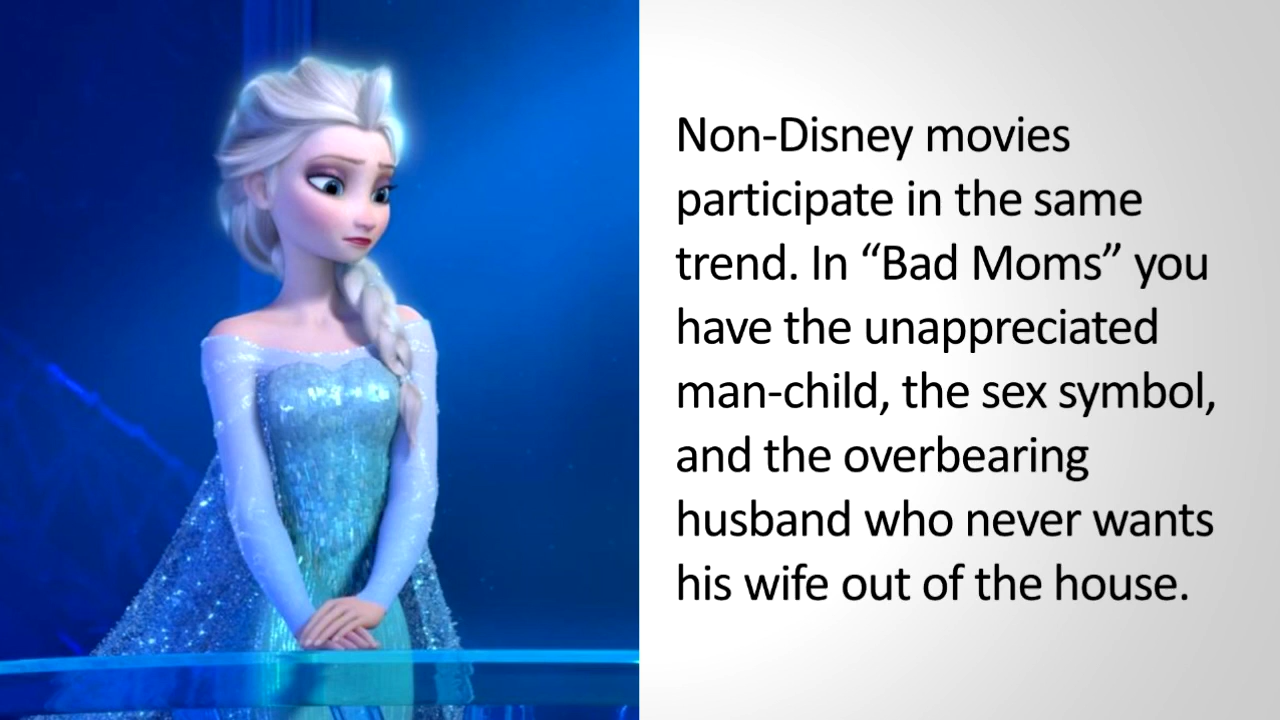 Non-Disney movies
participate in the same
trend. In “Bad Moms” you
have the unappreciated
man-child, the sex symbol,
and the overbearing
husband who never wants
his wife out of the house.